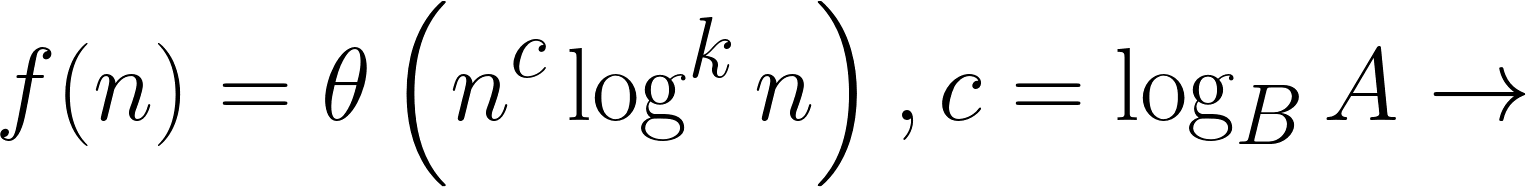 f(n) = θ(n^c log^k n), c = log_B A →